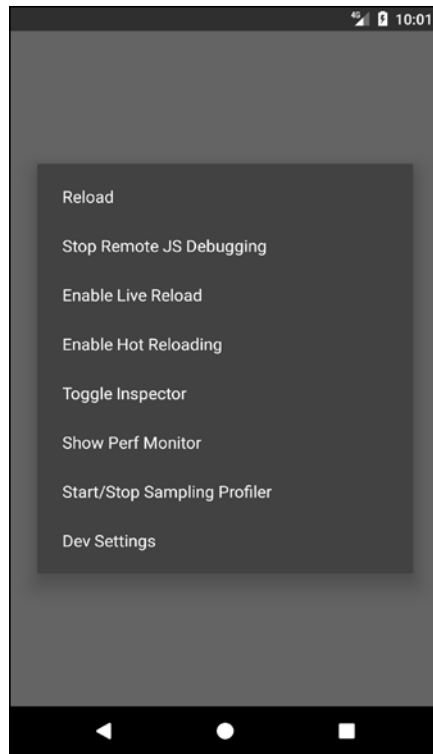 4G 10:01
Reload
Stop Remote JS Debugging
Enable Live Reload
Enable Hot Reloading
Toggle Inspector
Show Perf Monitor
Start/Stop Sampling Profiler
Dev Settings